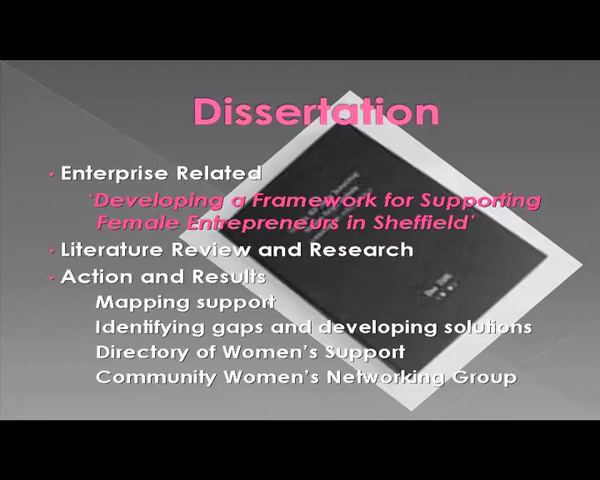 Dissertation
• Enterprise Related
'Developing a Framework for Supporting
Female Entrepreneurs in Sheffield'
• Literature Review and Research
• Action and Results
Mapping support
Identifying gaps and developing solutions
Directory of Women's Support
Community Women's Networking Group